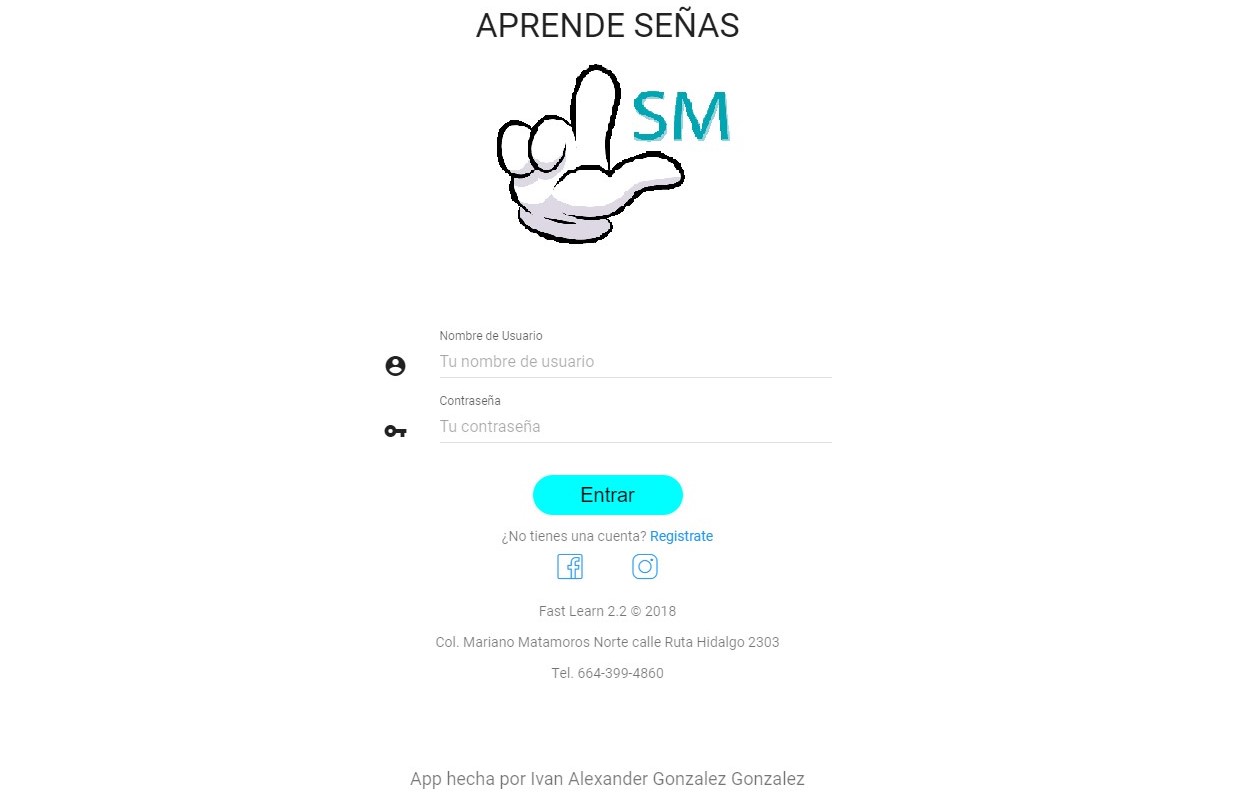 APRENDE SEÑAS
SM
Nombre de Usuario
Tu nombre de usuario
Contraseña
Tu contraseña
Entrar
¿No tienes una cuenta? Registrate
Fast Learn 2.2 © 2018
Col. Mariano Matamoros Norte calle Ruta Hidalgo 2303
Tel. 664-399-4860
App hecha por Ivan Alexander Gonzalez Gonzalez